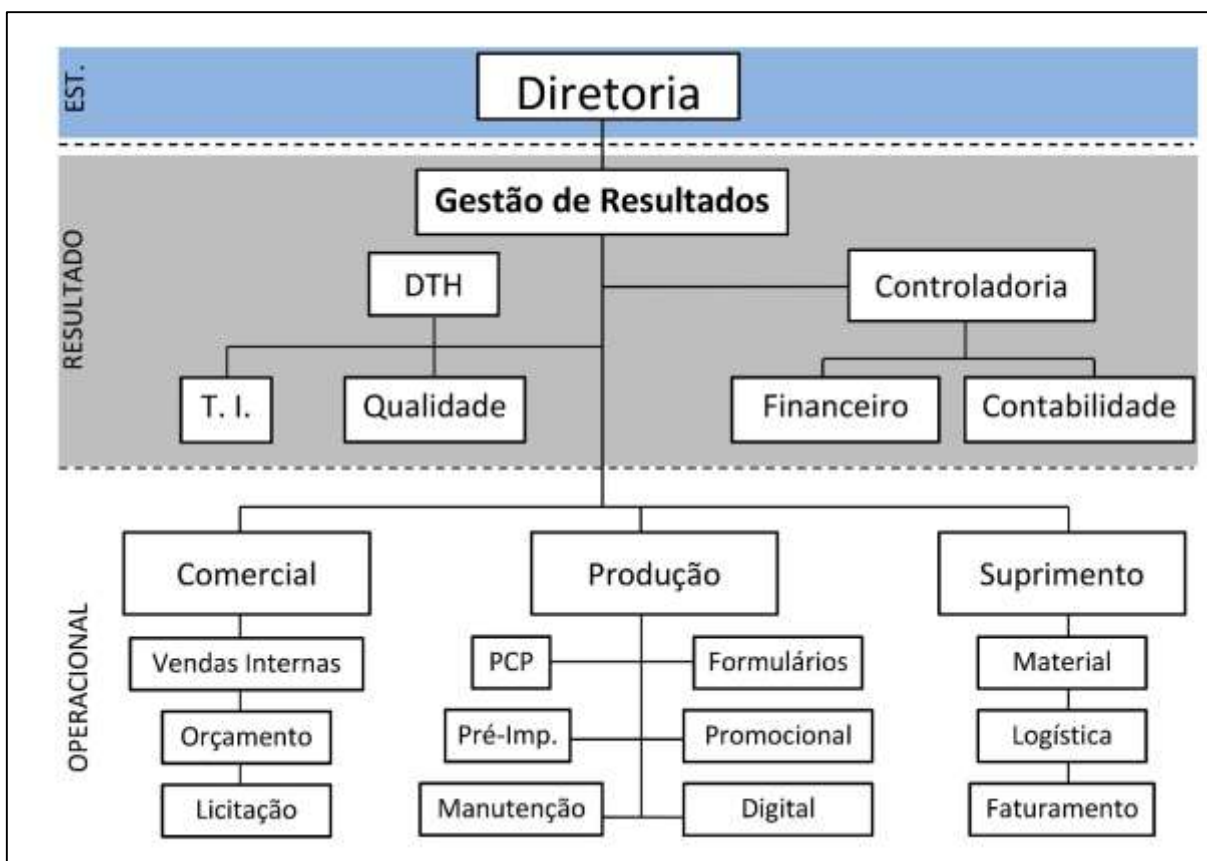 EST.
Diretoria
RESULTADO
Gestão de Resultados
DTH
Controladoria
T. I.
Qualidade
Financeiro
Contabilidade
OPERACIONAL
Comercial
Produção
Suprimento
Vendas Internas
PCP
Formulários
Material
Orçamento
Pré-Imp.
Promocional
Logística
Licitação
Manutenção
Digital
Faturamento